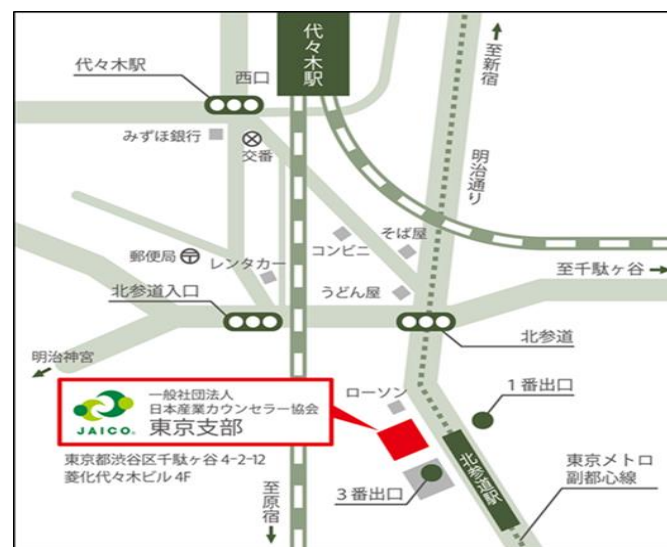 代々木駅
至新宿
代々木駅
西口
みずほ銀行
交番
明治通り
そば屋
コンビニ
郵便局
レンタカー
うどん屋
至千駄ヶ谷
北参道入口
北参道
明治神宮
ローソン
1番出口
一般社団法人
日本産業カウンセラー協会
JAICO®
東京支部
東京都渋谷区千駄ヶ谷 4-2-12
菱化代々木ビル 4F
至原宿
3番出口
北参道駅
東京メトロ
副都心線